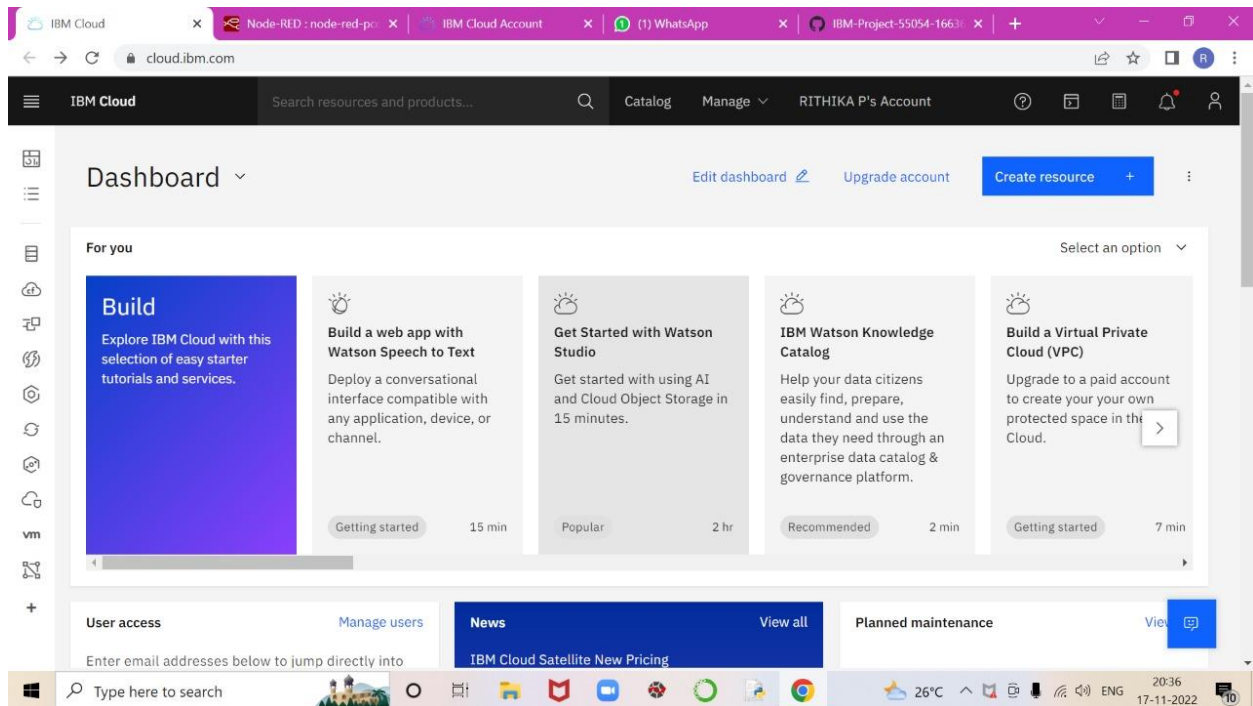 IBM Cloud
Node-RED : node-red-po
IBM Cloud Account
(1) WhatsApp
IBM-Project-55054-1663
cloud.ibm.com
R
IBM Cloud
Search resources and products...
Catalog
Manage
RITHIKA P's Account
Dashboard
Edit dashboard
Upgrade account
Create resource +
For you
Select an option
Build
Explore IBM Cloud with this
selection of easy starter
tutorials and services.
Build a web app with
Watson Speech to Text
Deploy a conversational
interface compatible with
any application, device, or
channel.
Getting started
15 min
Get Started with Watson
Studio
Get started with using AI
and Cloud Object Storage in
15 minutes.
Popular
2 hr
IBM Watson Knowledge
Catalog
Help your data citizens
easily find, prepare,
understand and use the
data they need through an
enterprise data catalog &
governance platform.
Recommended
2 min
Build a Virtual Private
Cloud (VPC)
Upgrade to a paid account
to create your your own
protected space in the
Cloud.
Getting started
7 min
vm
User access
Manage users
Enter email addresses below to jump directly into
News
View all
IBM Cloud Satellite New Pricing
Planned maintenance
Type here to search
26°C
ENG
20:36
17-11-2022
10